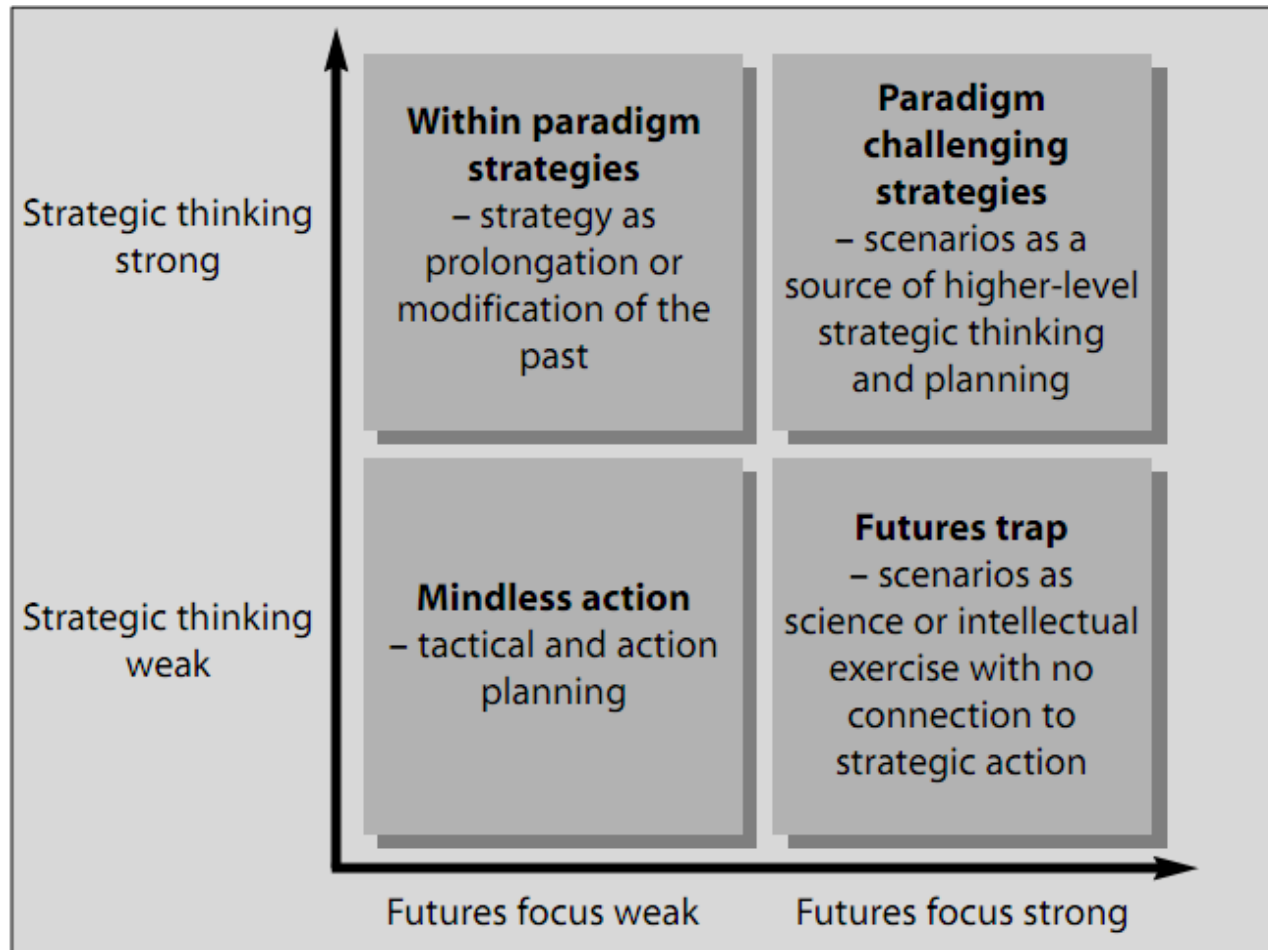 Strategic thinking
strong
Within paradigm
strategies
– strategy as
prolongation or
modification of the
past
Paradigm
challenging
strategies
– scenarios as a
source of higher-level
strategic thinking
and planning
Strategic thinking
weak
Mindless action
– tactical and action
planning
Futures trap
– scenarios as
science or intellectual
exercise with no
connection to
strategic action
Futures focus weak
Futures focus strong